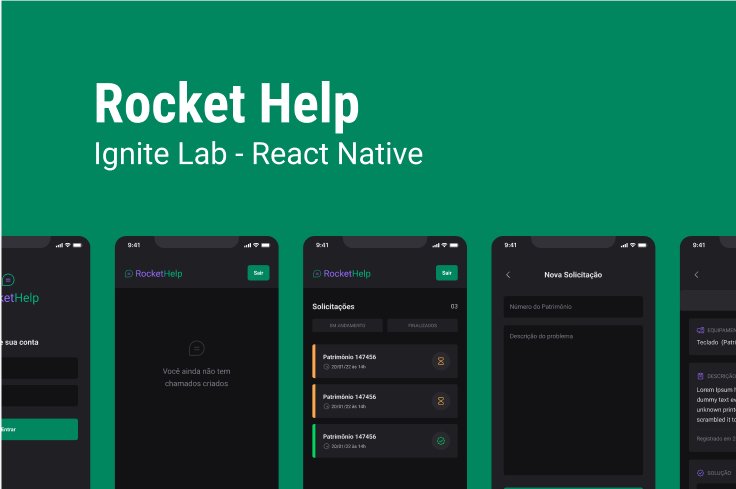 Rocket Help
Ignite Lab - React Native
ketHelp
e sua conta
Entrar
9:41
RocketHelp
Sair
Você ainda não tem
chamados criados
9:41
RocketHelp
Sair
Solicitações
03
EM ANDAMENTO
FINALIZADOS
Patrimônio 147456
20/01/22 às 14h
Patrimônio 147456
20/01/22 às 14h
Patrimônio 147456
20/01/22 às 14h
9:41
Nova Solicitação
Número do Patrimônio
Descrição do problema
9:41
EQUIPAMEN
Teclado (Patri
DESCRIÇÃO
Lorem Ipsum
dummy text ev
unknown print
scrambled it to
Registrado em 2
SOLUÇÃO